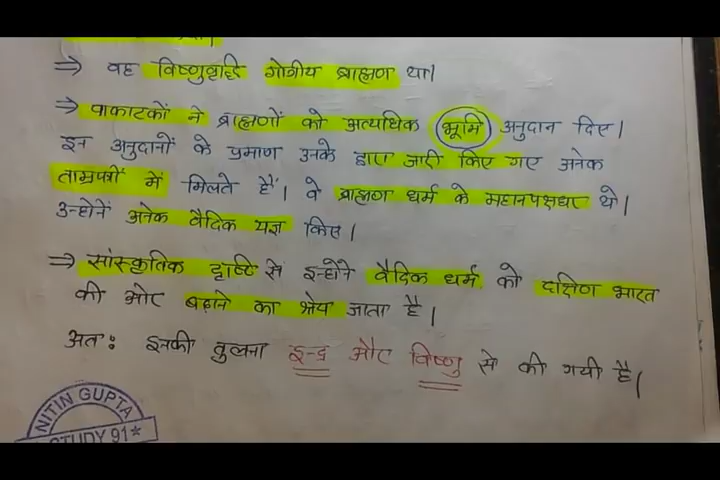 ⇒ वह विष्णुवृद्धि गोत्रीय ब्राह्मण था।
⇒ वाकाटकों ने ब्राह्मणों को अत्यधिक भूमि अनुदान दिए।
इन अनुदानों के प्रमाण उनके द्वारा जारी किए गए अनेक
ताम्रपत्रों में मिलते हैं। वे ब्राह्मण धर्म के महानपक्षधर थे।
उन्होनें अनेक वैदिक यज्ञ किए।
⇒ सांस्कृतिक दृष्टि से इन्होने वैदिक धर्म को दक्षिण भारत
की ओर बढ़ाने का श्रेय जाता है।
अतः इनकी तुलना इन्द्र और विष्णु से की गयी है।
NITIN GUPTA
STUDY 91*